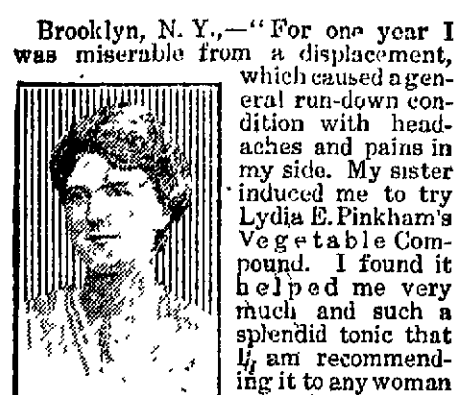 Brooklyn, N. Y.,—"For one year I
was miserable from a displacement,
which caused a gen-
eral run-down con-
dition with head-
aches and pains in
my side. My sister
induced me to try
Lydia E. Pinkham's
Vegetable Com-
pound. I found it
helped me very
much and such a
splendid tonic that
I am recommend-
ing it to any woman